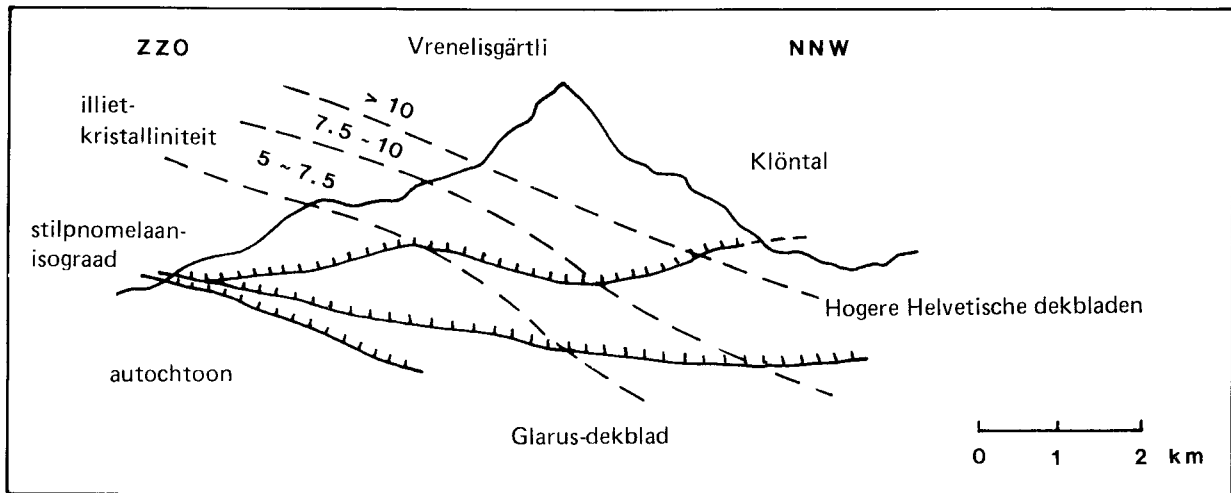 ZZO
Vrenelisgärtli
NNW
> 10
illiet-
kristalliniteit
7.5 - 10
5 ~ 7.5
Klöntal
stilpnomelaan-
isograad
Hogere Helvetische dekbladen
autochtoon
Glarus-dekblad
0 1 2 km